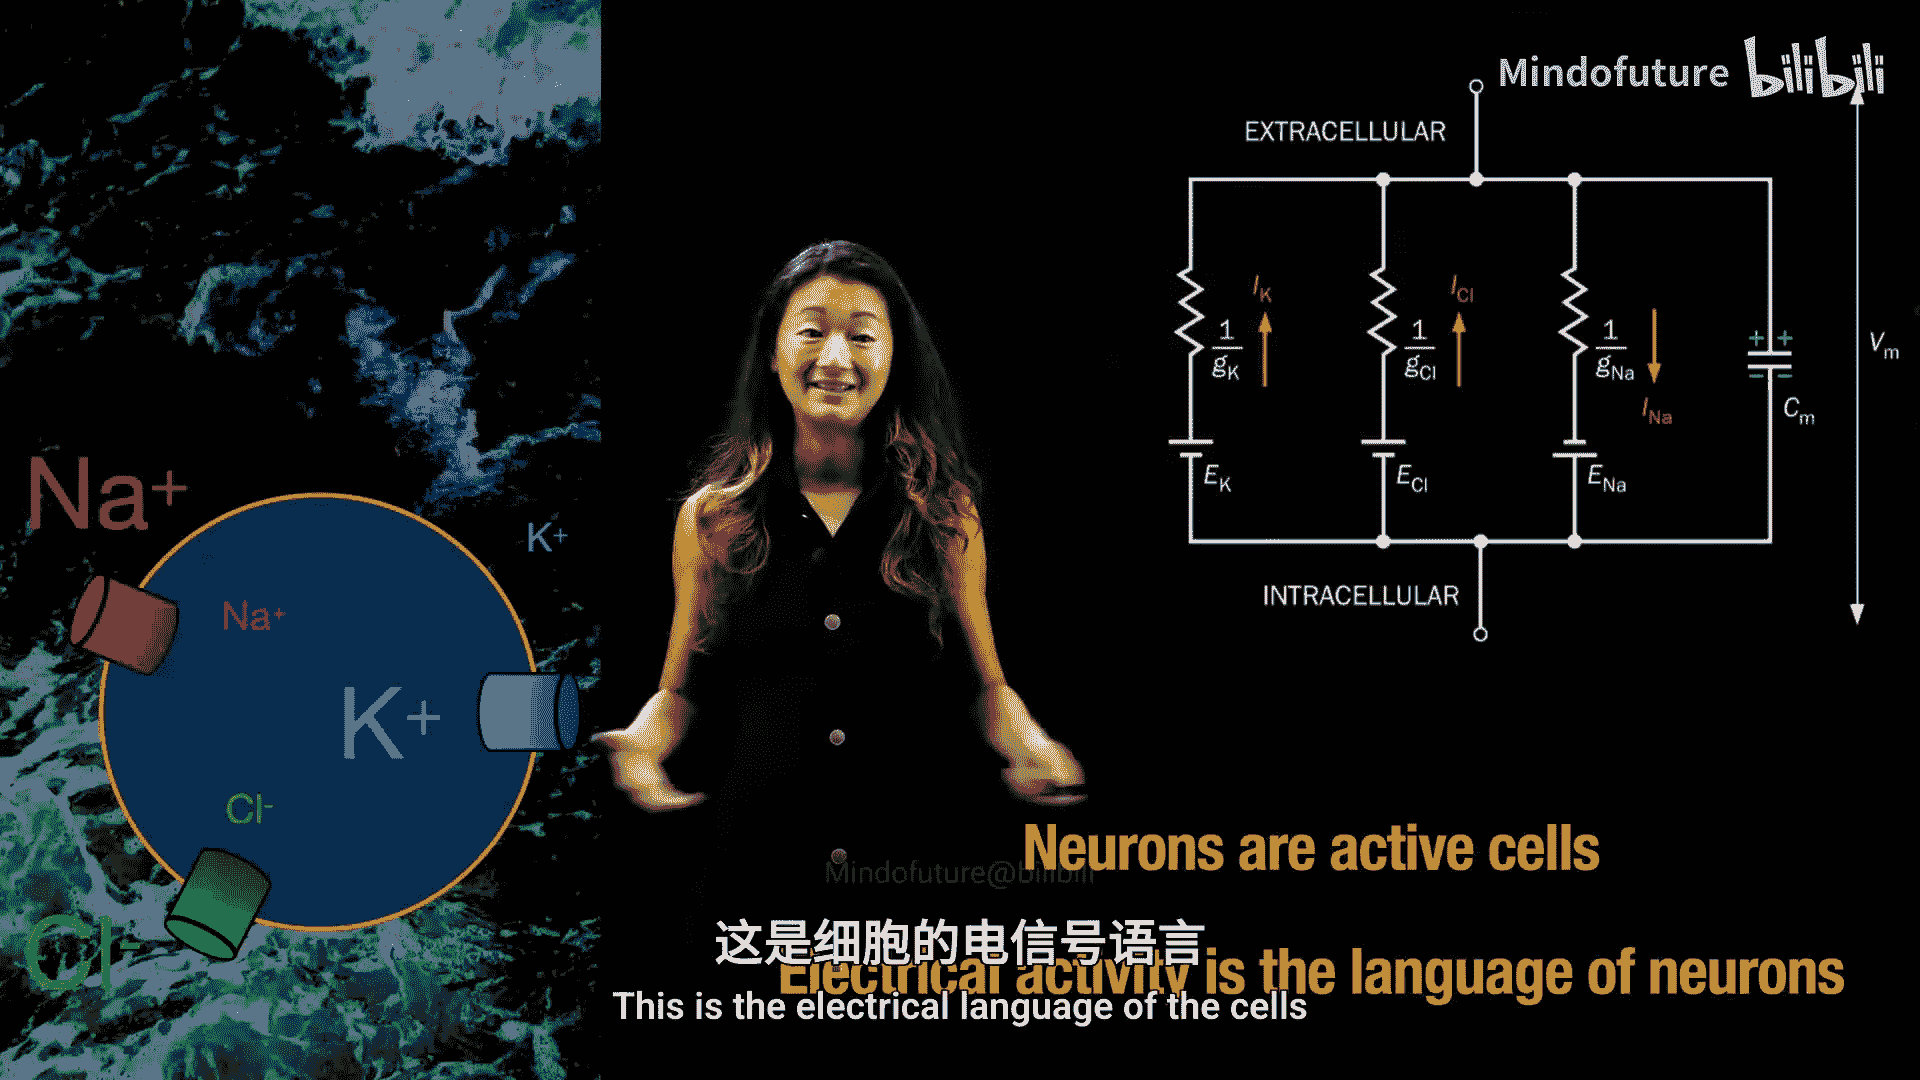 Mindofuture bilibili
EXTRACELLULAR
I_K
I_Cl
1/g_K
1/g_Cl
1/g_Na
I_Na
V_m
C_m
E_K
E_Cl
E_Na
INTRACELLULAR
Na⁺
K⁺
Na⁺
K⁺
Cl⁻
Cl⁻
Neurons are active cells
Mindofuture@bilibili
这是细胞的电信号语言
Electrical activity is the language of neurons
This is the electrical language of the cells